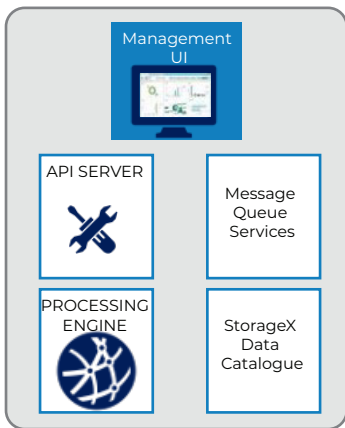 Management
UI
API SERVER
Message
Queue
Services
PROCESSING
ENGINE
StorageX
Data
Catalogue